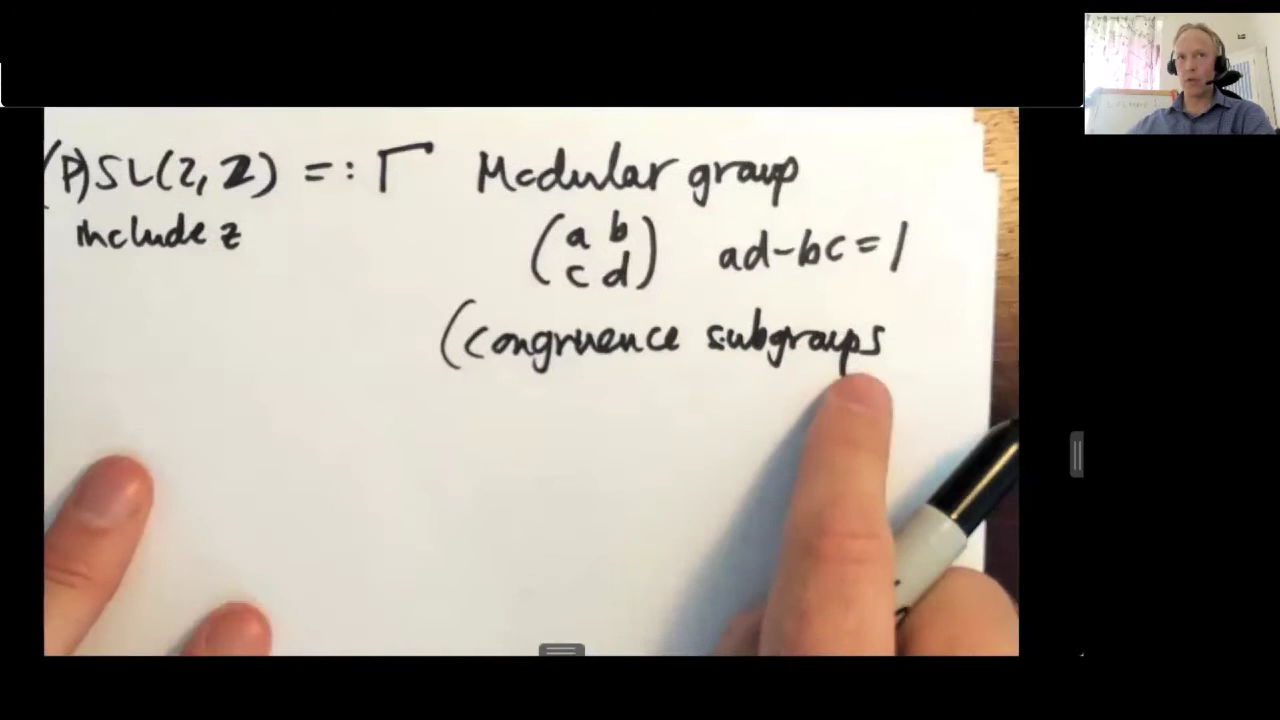 (P)SL(2, Z) =: Γ Modular group
include z
(a b
c d) ad-bc=1
(congruence subgroups